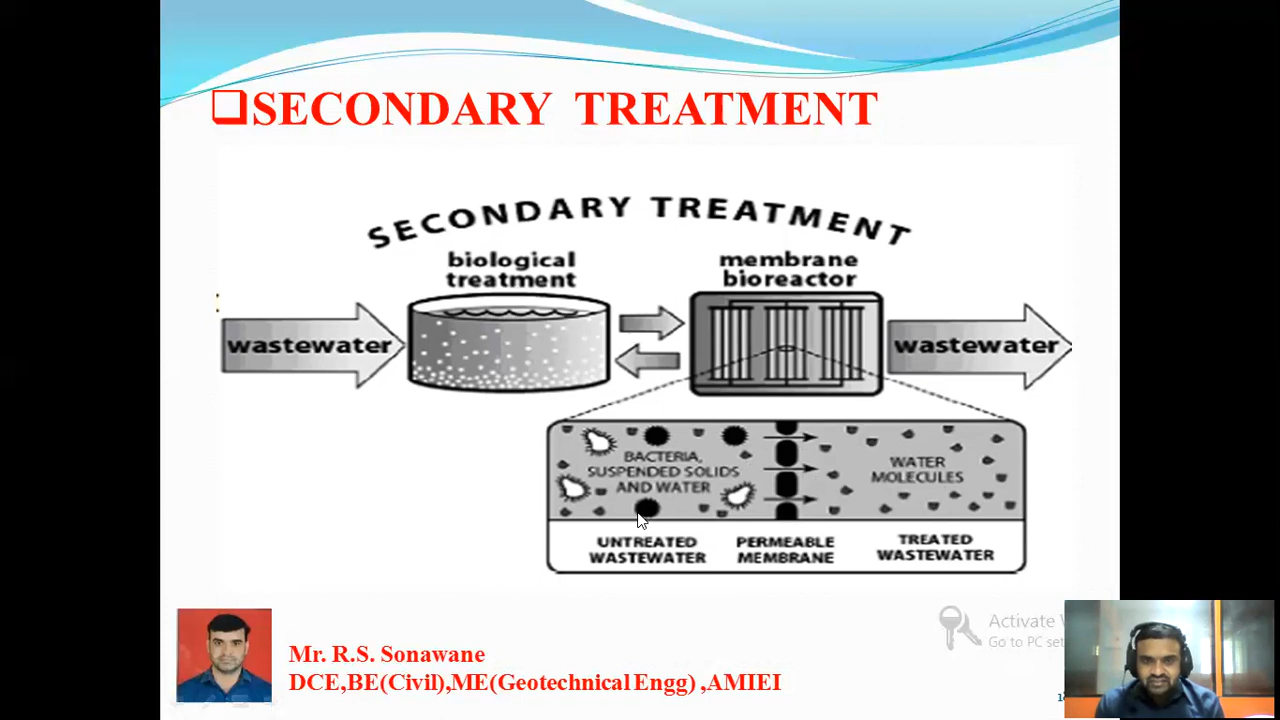 ❑SECONDARY TREATMENT
SECONDARY TREATMENT
biological
treatment
membrane
bioreactor
wastewater
wastewater
BACTERIA,
SUSPENDED SOLIDS
AND WATER
WATER
MOLECULES
UNTREATED
WASTEWATER
PERMEABLE
MEMBRANE
TREATED
WASTEWATER
Activate
Go to PC
Mr. R.S. Sonawane
DCE,BE(Civil),ME(Geotechnical Engg) ,AMIEI